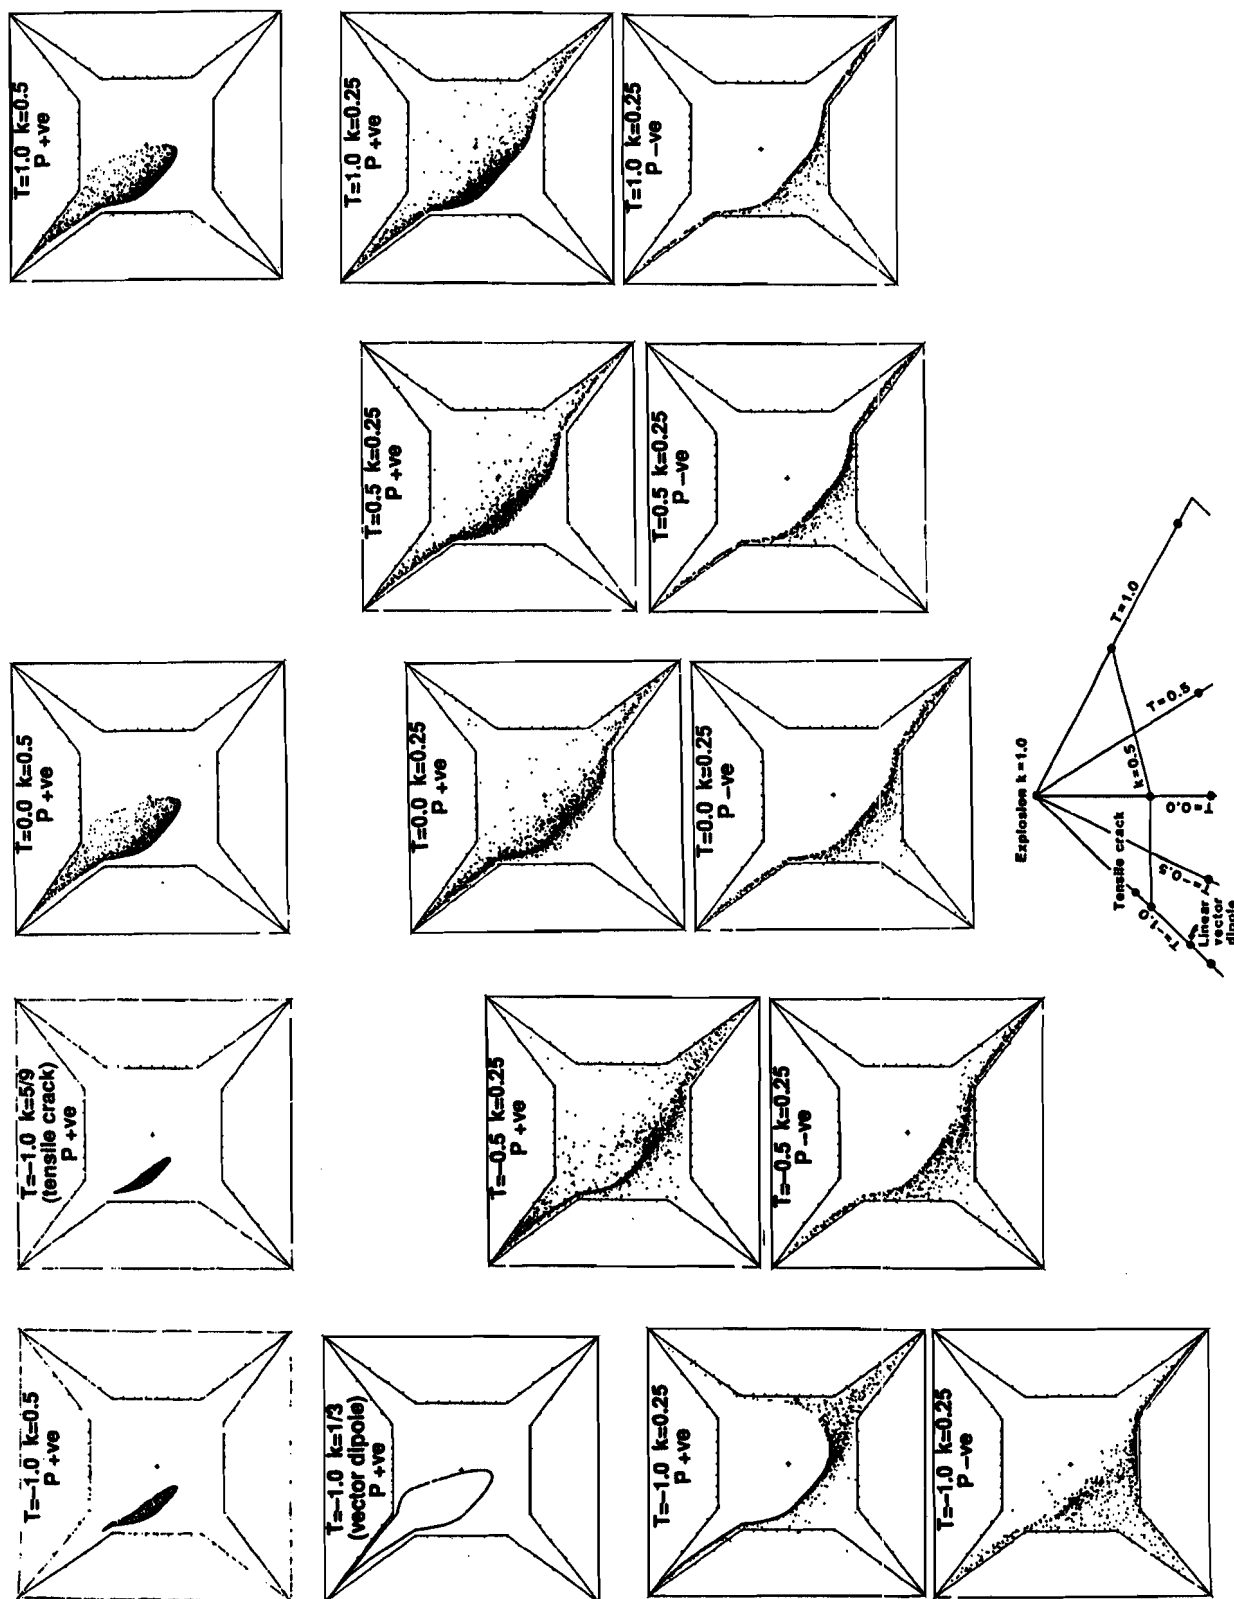 T=1.0 k=0.5
P +ve
T=1.0 k=0.25
P +ve
T=1.0 k=0.25
P −ve
T=0.5 k=0.25
P +ve
T=0.5 k=0.25
P −ve
T=0.0 k=0.5
P +ve
T=0.0 k=0.25
P +ve
T=0.0 k=0.25
P −ve
T=−1.0 k=5/9
(tensile crack)
P +ve
T=−0.5 k=0.25
P +ve
T=−0.5 k=0.25
P −ve
T=−1.0 k=0.5
P +ve
T=−1.0 k=1/3
(vector dipole)
P +ve
T=−1.0 k=0.25
P +ve
T=−1.0 k=0.25
P −ve
Explosion k=1.0
T=1.0
T=0.5
k=0.5
T=0.0
Tensile crack
T=−0.5
T=−1.0
Linear
vector
dipole